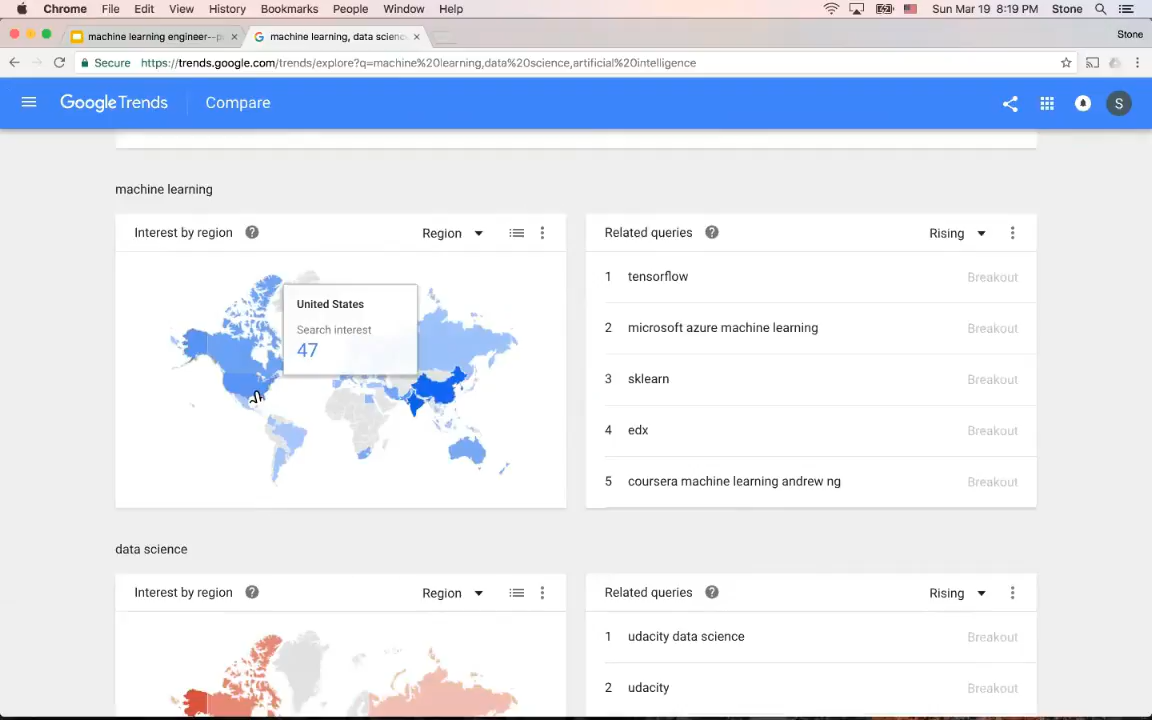 Chrome File Edit View History Bookmarks People Window Help Sun Mar 19 8:19 PM Stone
machine learning engineer--p machine learning, data scienc Stone
Secure https://trends.google.com/trends/explore?q=machine%20learning,data%20science,artificial%20intelligence
Google Trends Compare S
machine learning
Interest by region ? Region
Related queries ? Rising
United States
Search interest
47
1 tensorflow Breakout
2 microsoft azure machine learning Breakout
3 sklearn Breakout
4 edx Breakout
5 coursera machine learning andrew ng Breakout
data science
Interest by region ? Region
Related queries ? Rising
1 udacity data science Breakout
2 udacity Breakout